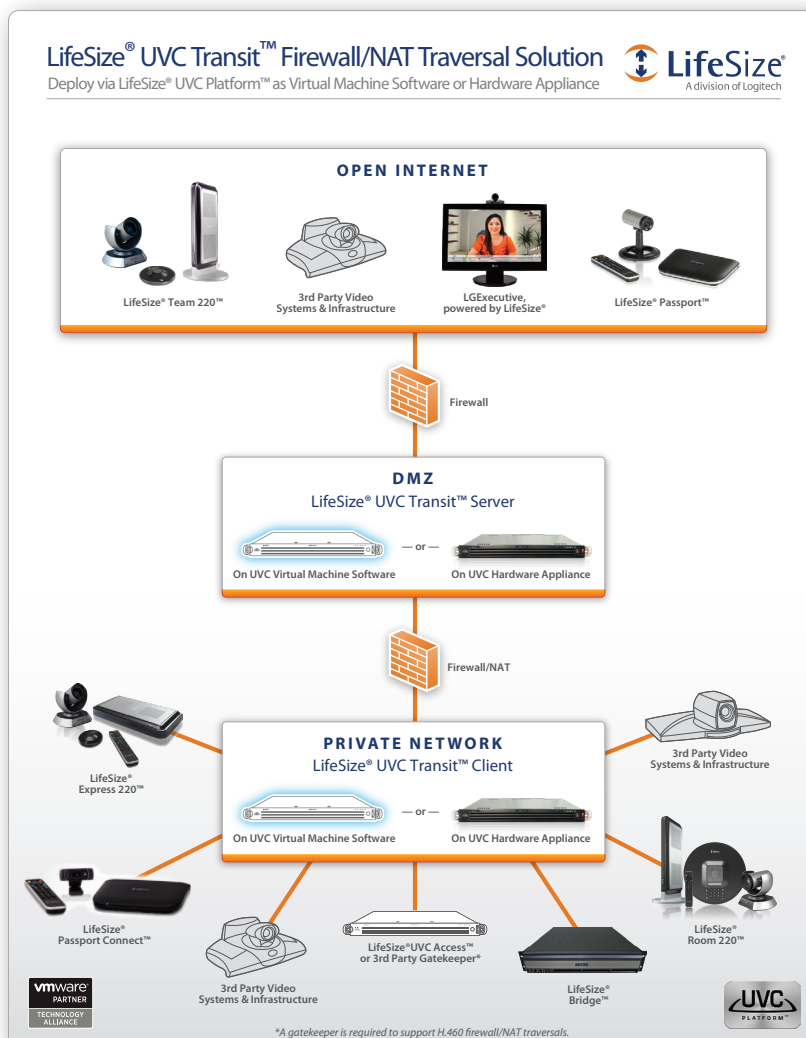 LifeSize® UVC Transit™ Firewall/NAT Traversal Solution
Deploy via LifeSize® UVC Platform™ as Virtual Machine Software or Hardware Appliance
LifeSize®
A division of Logitech
OPEN INTERNET
LifeSize® Team 220™
3rd Party Video
Systems & Infrastructure
LGExecutive,
powered by LifeSize®
LifeSize® Passport™
Firewall
DMZ
LifeSize® UVC Transit™ Server
— or —
On UVC Virtual Machine Software
On UVC Hardware Appliance
Firewall/NAT
PRIVATE NETWORK
LifeSize® UVC Transit™ Client
— or —
On UVC Virtual Machine Software
On UVC Hardware Appliance
LifeSize®
Express 220™
3rd Party Video
Systems & Infrastructure
LifeSize®
Passport Connect™
3rd Party Video
Systems & Infrastructure
LifeSize®UVC Access™
or 3rd Party Gatekeeper*
LifeSize®
Bridge™
LifeSize®
Room 220™
vmware®
PARTNER
TECHNOLOGY
ALLIANCE
UVC
PLATFORM™
*A gatekeeper is required to support H.460 firewall/NAT traversals.